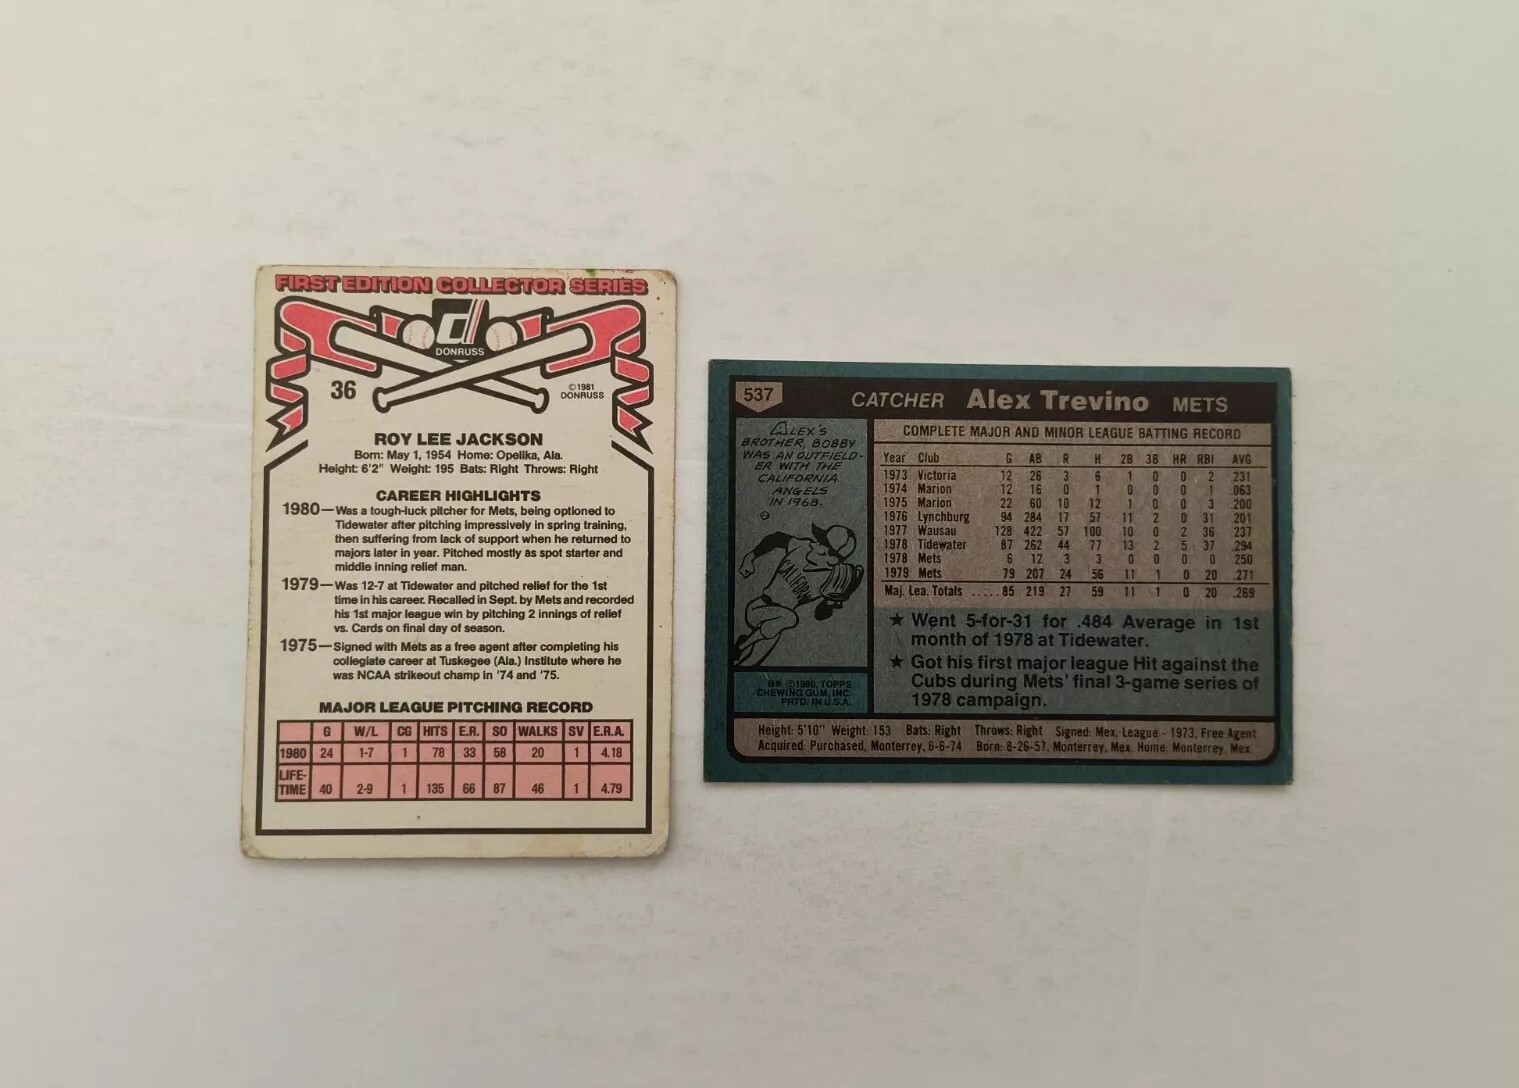 FIRST EDITION COLLECTOR SERIES
d
DONRUSS
36
©1981
DONRUSS
ROY LEE JACKSON
Born: May 1, 1954 Home: Opelika, Ala.
Height: 6'2" Weight: 195 Bats: Right Throws: Right
CAREER HIGHLIGHTS
1980—Was a tough-luck pitcher for Mets, being optioned to
Tidewater after pitching impressively in spring training,
then suffering from lack of support when he returned to
majors later in year. Pitched mostly as spot starter and
middle inning relief man.
1979—Was 12-7 at Tidewater and pitched relief for the 1st
time in his career. Recalled in Sept. by Mets and recorded
his 1st major league win by pitching 2 innings of relief
vs. Cards on final day of season.
1975—Signed with Mets as a free agent after completing his
collegiate career at Tuskegee (Ala.) Institute where he
was NCAA strikeout champ in '74 and '75.
MAJOR LEAGUE PITCHING RECORD
G W/L CG HITS E.R. SO WALKS SV E.R.A.
1980 24 1-7 1 78 33 58 20 1 4.18
LIFE-
TIME 40 2-9 1 135 66 87 46 1 4.79
537 CATCHER Alex Trevino METS
ALEX'S
BROTHER, BOBBY
WAS AN OUTFIELD-
ER WITH THE
CALIFORNIA
ANGELS
IN 1968.
CALIFORN
B* ©1980, TOPPS
CHEWING GUM, INC.
PRTD. IN U.S.A.
COMPLETE MAJOR AND MINOR LEAGUE BATTING RECORD
Year Club G AB R H 2B 3B HR RBI AVG
1973 Victoria 12 26 3 6 1 0 0 2 .231
1974 Marion 12 16 0 1 0 0 0 1 .063
1975 Marion 22 60 10 12 1 0 0 3 .200
1976 Lynchburg 94 284 17 57 11 2 0 31 .201
1977 Wausau 128 422 57 100 10 0 2 36 .237
1978 Tidewater 87 262 44 77 13 2 5 37 .294
1978 Mets 6 12 3 3 0 0 0 0 .250
1979 Mets 79 207 24 56 11 1 0 20 .271
Maj. Lea. Totals .....85 219 27 59 11 1 0 20 .269
★ Went 5-for-31 for .484 Average in 1st
month of 1978 at Tidewater.
★ Got his first major league Hit against the
Cubs during Mets' final 3-game series of
1978 campaign.
Height: 5'10" Weight: 153 Bats: Right Throws: Right Signed: Mex. League - 1973, Free Agent
Acquired: Purchased, Monterrey, 6-6-74 Born: 8-26-57, Monterrey, Mex. Home: Monterrey, Mex.